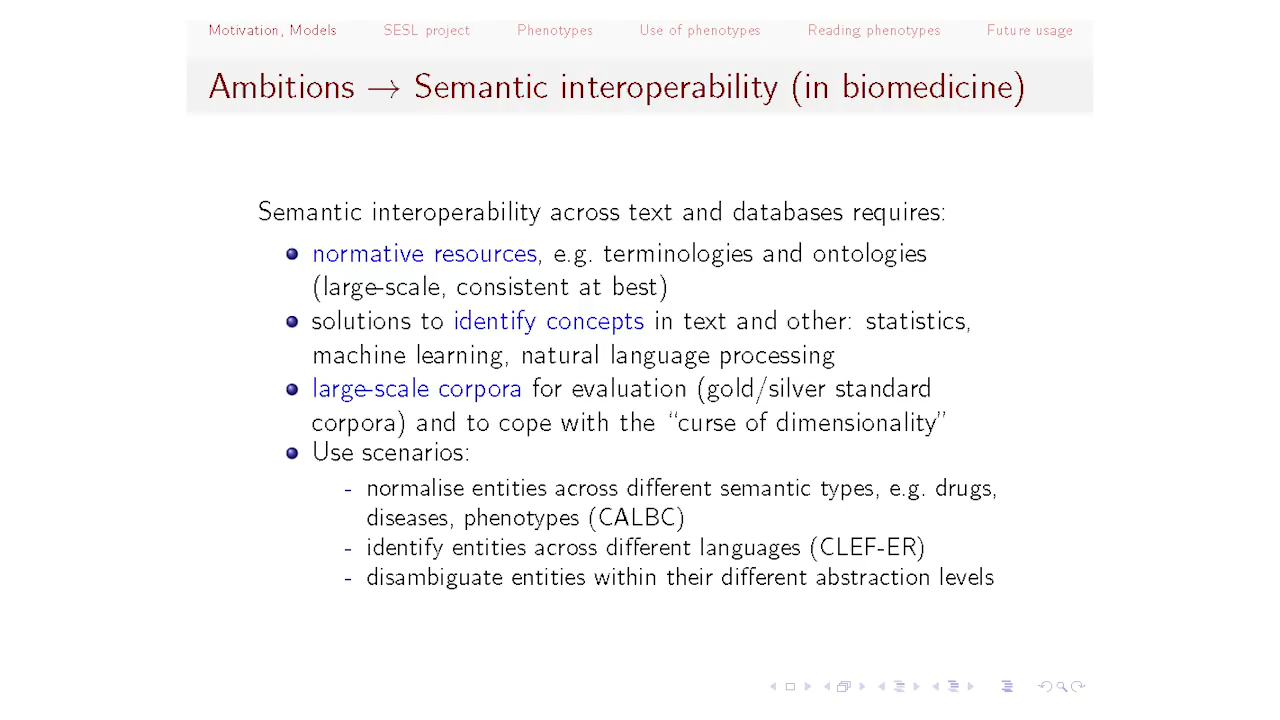 Motivation, Models SESL project Phenotypes Use of phenotypes Reading phenotypes Future usage
Ambitions → Semantic interoperability (in biomedicine)
Semantic interoperability across text and databases requires:
normative resources, e.g. terminologies and ontologies
(large-scale, consistent at best)
solutions to identify concepts in text and other: statistics,
machine learning, natural language processing
large-scale corpora for evaluation (gold/silver standard
corpora) and to cope with the “curse of dimensionality”
Use scenarios:
- normalise entities across different semantic types, e.g. drugs,
diseases, phenotypes (CALBC)
- identify entities across different languages (CLEF-ER)
- disambiguate entities within their different abstraction levels